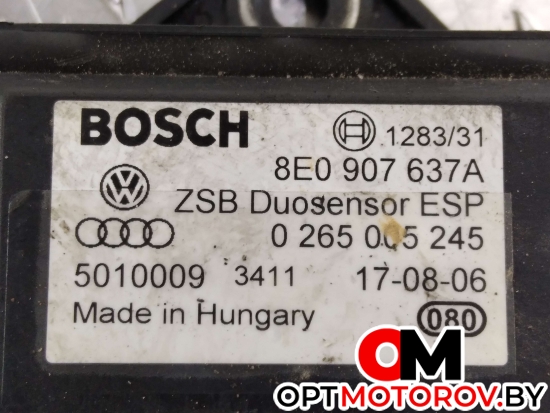 BOSCH 1283/31
8E0 907 637A
ZSB Duosensor ESP
0 265 005 245
5010009 3411 17-08-06
Made in Hungary 080
OM
OPTMOTOROV.BY